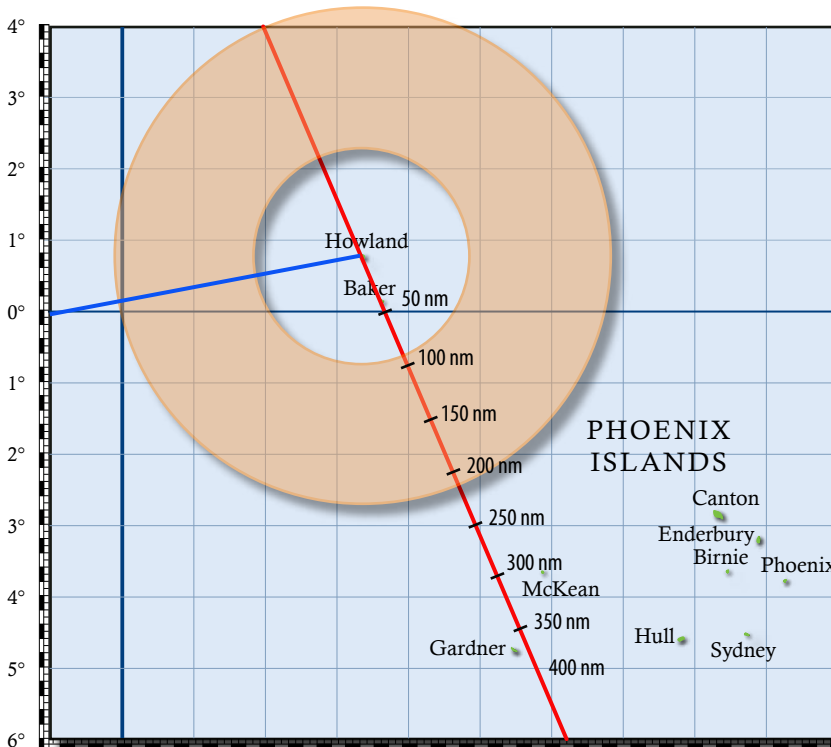 4°
3°
2°
1°
0°
1°
2°
3°
4°
5°
6°
Howland
Baker
50 nm
100 nm
150 nm
200 nm
250 nm
300 nm
350 nm
400 nm
PHOENIX
ISLANDS
Canton
Enderbury
Birnie
Phoenix
McKean
Gardner
Hull
Sydney